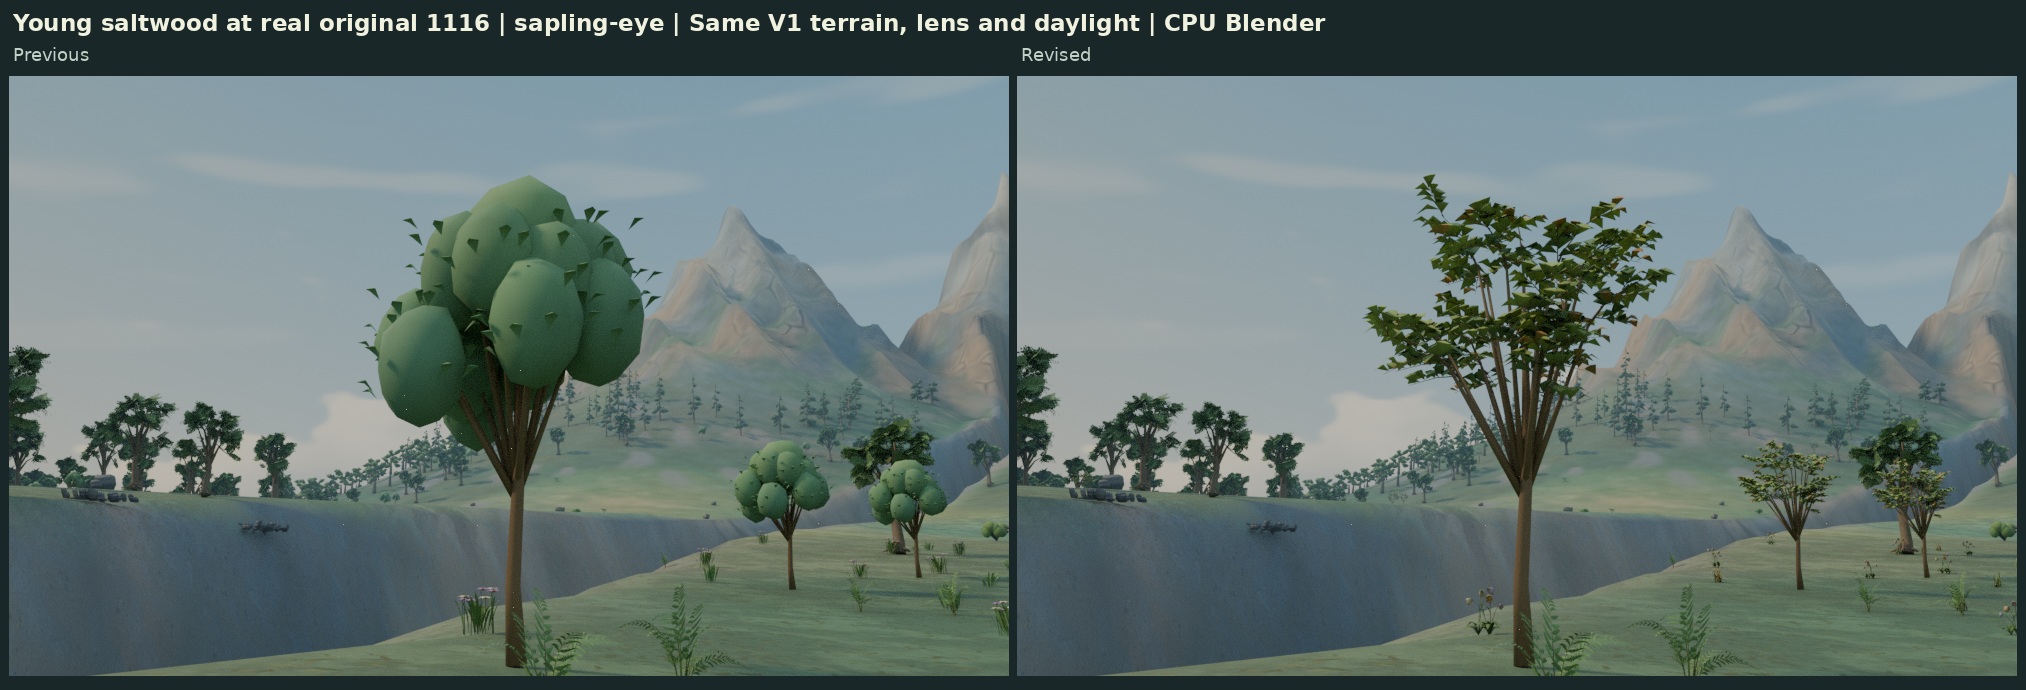 Young saltwood at real original 1116 | sapling-eye | Same V1 terrain, lens and daylight | CPU Blender
Previous
Revised